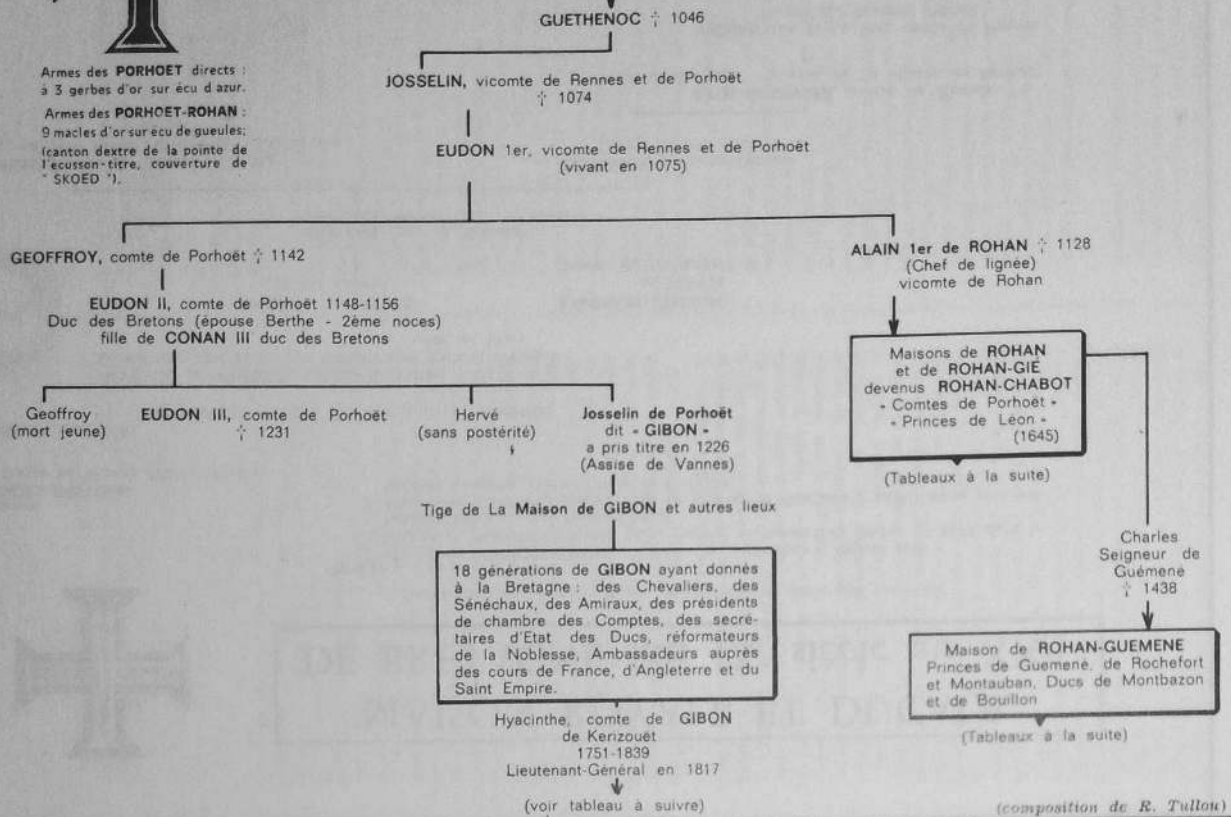 GUETHENOC † 1046
Armes des PORHOET directs :
à 3 gerbes d'or sur écu d azur.
Armes des PORHOET-ROHAN :
9 macles d'or sur écu de gueules;
(canton dextre de la pointe de
l'ecusson-titre, couverture de
" SKOED ").
JOSSELIN, vicomte de Rennes et de Porhoët
† 1074
EUDON 1er, vicomte de Rennes et de Porhoët
(vivant en 1075)
GEOFFROY, comte de Porhoët † 1142
EUDON II, comte de Porhoët 1148-1156
Duc des Bretons (épouse Berthe - 2ème noces)
fille de CONAN III duc des Bretons
ALAIN 1er de ROHAN † 1128
(Chef de lignée)
vicomte de Rohan
Geoffroy
(mort jeune)
EUDON III, comte de Porhoët
† 1231
Hervé
(sans postérité)
Josselin de Porhoët
dit « GIBON »
a pris titre en 1226
(Assise de Vannes)
Maisons de ROHAN
et de ROHAN-GIÉ
devenus ROHAN-CHABOT
« Comtes de Porhoët »
« Princes de Léon »
(1645)
(Tableaux à la suite)
Tige de La Maison de GIBON et autres lieux
18 générations de GIBON ayant donnés
à la Bretagne : des Chevaliers, des
Sénéchaux, des Amiraux, des présidents
de chambre des Comptes, des secré-
taires d'Etat des Ducs, réformateurs
de la Noblesse, Ambassadeurs auprès
des cours de France, d'Angleterre et du
Saint Empire.
Charles
Seigneur de
Guémené
† 1438
Maison de ROHAN-GUEMENE
Princes de Guemené, de Rochefort
et Montauban, Ducs de Montbazon
et de Bouillon
(Tableaux à la suite)
Hyacinthe, comte de GIBON
de Kerizouët
1751-1839
Lieutenant-Général en 1817
(voir tableau à suivre)
(composition de R. Tullou)